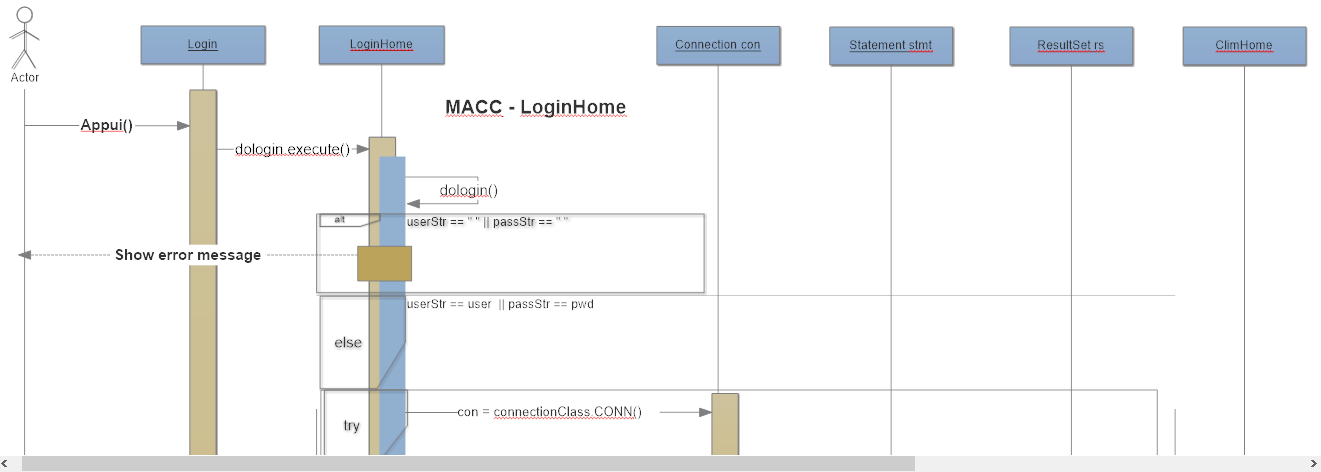 Actor
Login
LoginHome
Connection con
Statement stmt
ResultSet rs
ClimHome
MACC - LoginHome
Appui()
dologin.execute()
dologin()
alt
userStr == " " || passStr == " "
Show error message
userStr == user || passStr == pwd
else
con = connectionClass.CONN()
try